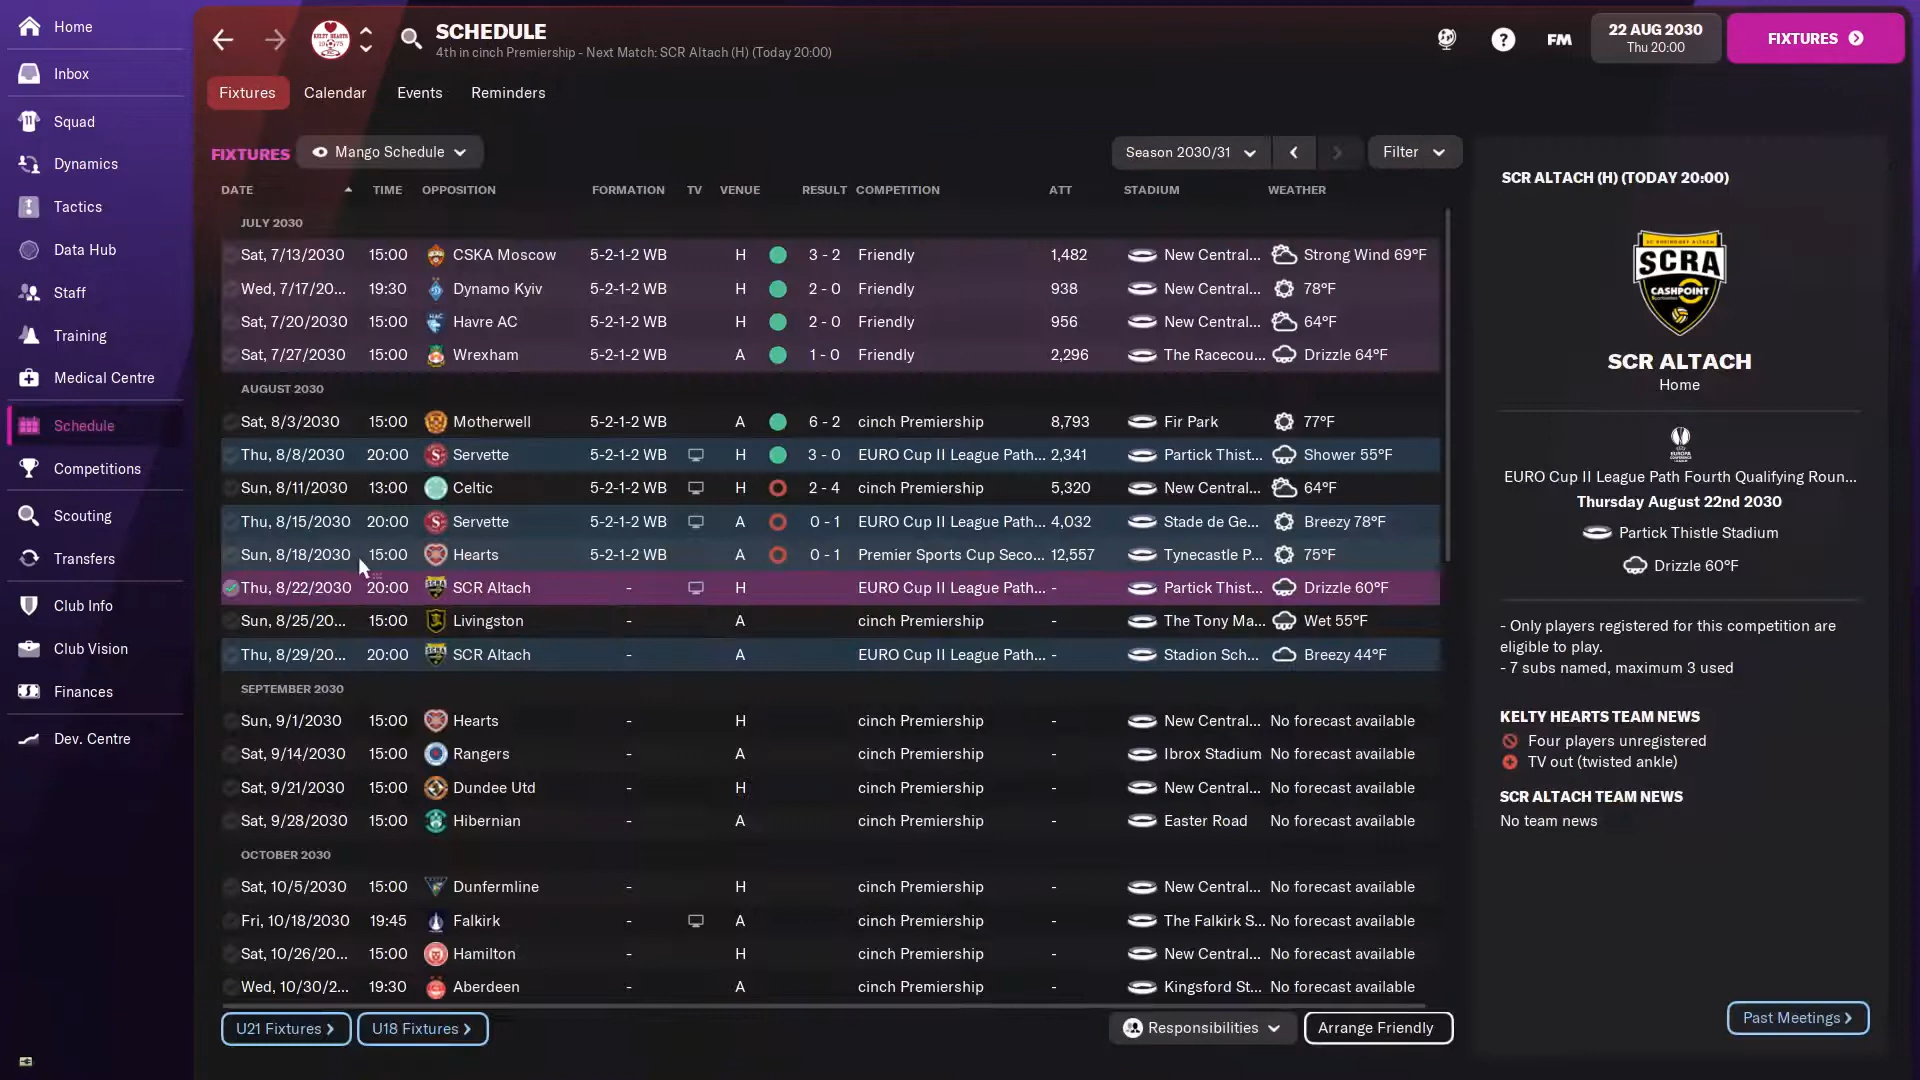 Home
Inbox
Squad
Dynamics
Tactics
Data Hub
Staff
Training
Medical Centre
Schedule
Competitions
Scouting
Transfers
Club Info
Club Vision
Finances
Dev. Centre
SCHEDULE
4th in cinch Premiership - Next Match: SCR Altach (H) (Today 20:00)
FM
22 AUG 2030
Thu 20:00
FIXTURES
Fixtures Calendar Events Reminders
FIXTURES Mango Schedule Season 2030/31 Filter
DATE TIME OPPOSITION FORMATION TV VENUE RESULT COMPETITION ATT STADIUM WEATHER
JULY 2030
Sat, 7/13/2030 15:00 CSKA Moscow 5-2-1-2 WB H 3 - 2 Friendly 1,482 New Central... Strong Wind 69°F
Wed, 7/17/20... 19:30 Dynamo Kyiv 5-2-1-2 WB H 2 - 0 Friendly 938 New Central... 78°F
Sat, 7/20/2030 15:00 Havre AC 5-2-1-2 WB H 2 - 0 Friendly 956 New Central... 64°F
Sat, 7/27/2030 15:00 Wrexham 5-2-1-2 WB A 1 - 0 Friendly 2,296 The Racecou... Drizzle 64°F
AUGUST 2030
Sat, 8/3/2030 15:00 Motherwell 5-2-1-2 WB A 6 - 2 cinch Premiership 8,793 Fir Park 77°F
Thu, 8/8/2030 20:00 Servette 5-2-1-2 WB H 3 - 0 EURO Cup II League Path... 2,341 Partick Thist... Shower 55°F
Sun, 8/11/2030 13:00 Celtic 5-2-1-2 WB H 2 - 4 cinch Premiership 5,320 New Central... 64°F
Thu, 8/15/2030 20:00 Servette 5-2-1-2 WB A 0 - 1 EURO Cup II League Path... 4,032 Stade de Ge... Breezy 78°F
Sun, 8/18/2030 15:00 Hearts 5-2-1-2 WB A 0 - 1 Premier Sports Cup Seco... 12,557 Tynecastle P... 75°F
Thu, 8/22/2030 20:00 SCR Altach - H EURO Cup II League Path... - Partick Thist... Drizzle 60°F
Sun, 8/25/20... 15:00 Livingston - A cinch Premiership - The Tony Ma... Wet 55°F
Thu, 8/29/20... 20:00 SCR Altach - A EURO Cup II League Path... - Stadion Sch... Breezy 44°F
SEPTEMBER 2030
Sun, 9/1/2030 15:00 Hearts - H cinch Premiership - New Central... No forecast available
Sat, 9/14/2030 15:00 Rangers - A cinch Premiership - Ibrox Stadium No forecast available
Sat, 9/21/2030 15:00 Dundee Utd - H cinch Premiership - New Central... No forecast available
Sat, 9/28/2030 15:00 Hibernian - A cinch Premiership - Easter Road No forecast available
OCTOBER 2030
Sat, 10/5/2030 15:00 Dunfermline - H cinch Premiership - New Central... No forecast available
Fri, 10/18/2030 19:45 Falkirk - A cinch Premiership - The Falkirk S... No forecast available
Sat, 10/26/20... 15:00 Hamilton - H cinch Premiership - New Central... No forecast available
Wed, 10/30/2... 19:30 Aberdeen - A cinch Premiership - Kingsford St... No forecast available
U21 Fixtures U18 Fixtures Responsibilities Arrange Friendly
SCR ALTACH (H) (TODAY 20:00)
SCRA
CASHPOINT
SCR ALTACH
Home
EURO Cup II League Path Fourth Qualifying Roun...
Thursday August 22nd 2030
Partick Thistle Stadium
Drizzle 60°F
- Only players registered for this competition are
eligible to play.
- 7 subs named, maximum 3 used
KELTY HEARTS TEAM NEWS
Four players unregistered
TV out (twisted ankle)
SCR ALTACH TEAM NEWS
No team news
Past Meetings